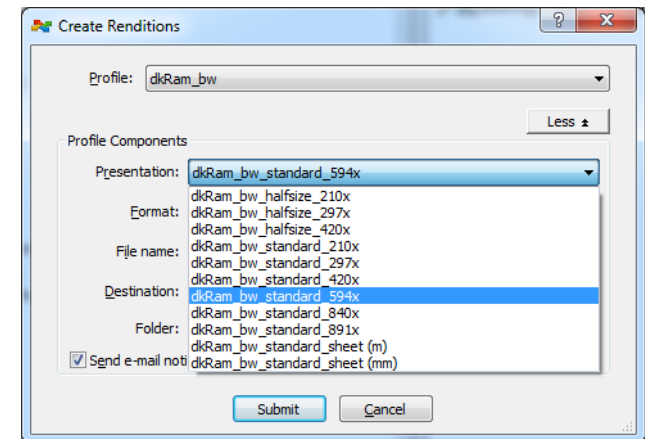 Create Renditions
?
X
Profile: dkRam_bw
Less
Profile Components
Presentation: dkRam_bw_standard_594x
dkRam_bw_halfsize_210x
Format: dkRam_bw_halfsize_297x
dkRam_bw_halfsize_420x
dkRam_bw_standard_210x
File name: dkRam_bw_standard_297x
dkRam_bw_standard_420x
Destination: dkRam_bw_standard_594x
dkRam_bw_standard_840x
Folder: dkRam_bw_standard_891x
dkRam_bw_standard_sheet (m)
Send e-mail noti dkRam_bw_standard_sheet (mm)
Submit Cancel